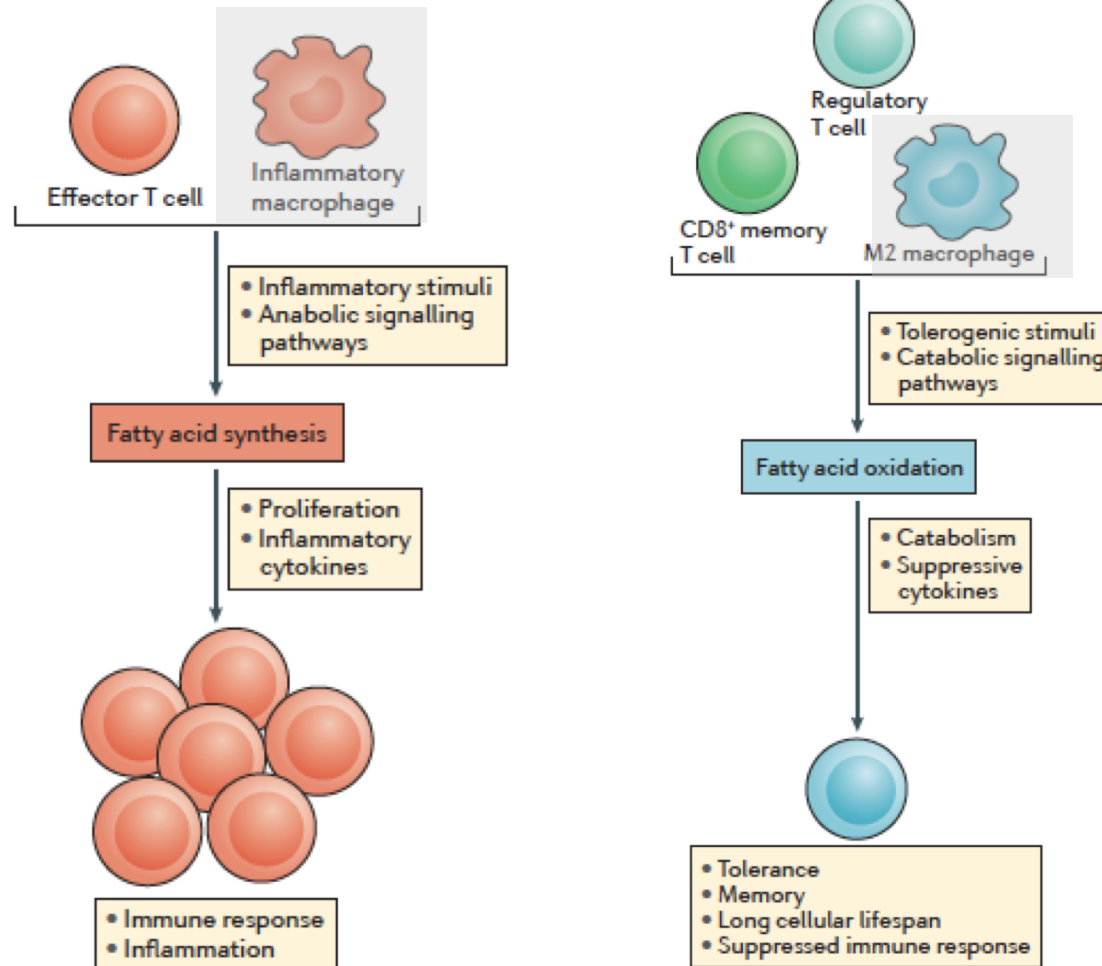 Effector T cell
Inflammatory
macrophage
• Inflammatory stimuli
• Anabolic signalling
pathways
Fatty acid synthesis
• Proliferation
• Inflammatory
cytokines
• Immune response
• Inflammation
Regulatory
T cell
CD8⁺ memory
T cell
M2 macrophage
• Tolerogenic stimuli
• Catabolic signalling
pathways
Fatty acid oxidation
• Catabolism
• Suppressive
cytokines
• Tolerance
• Memory
• Long cellular lifespan
• Suppressed immune response